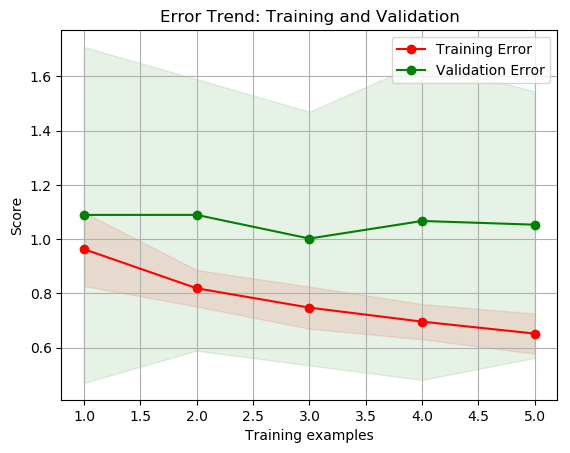 Error Trend: Training and Validation
Training Error
Validation Error
Score
1.6
1.4
1.2
1.0
0.8
0.6
1.0 1.5 2.0 2.5 3.0 3.5 4.0 4.5 5.0
Training examples